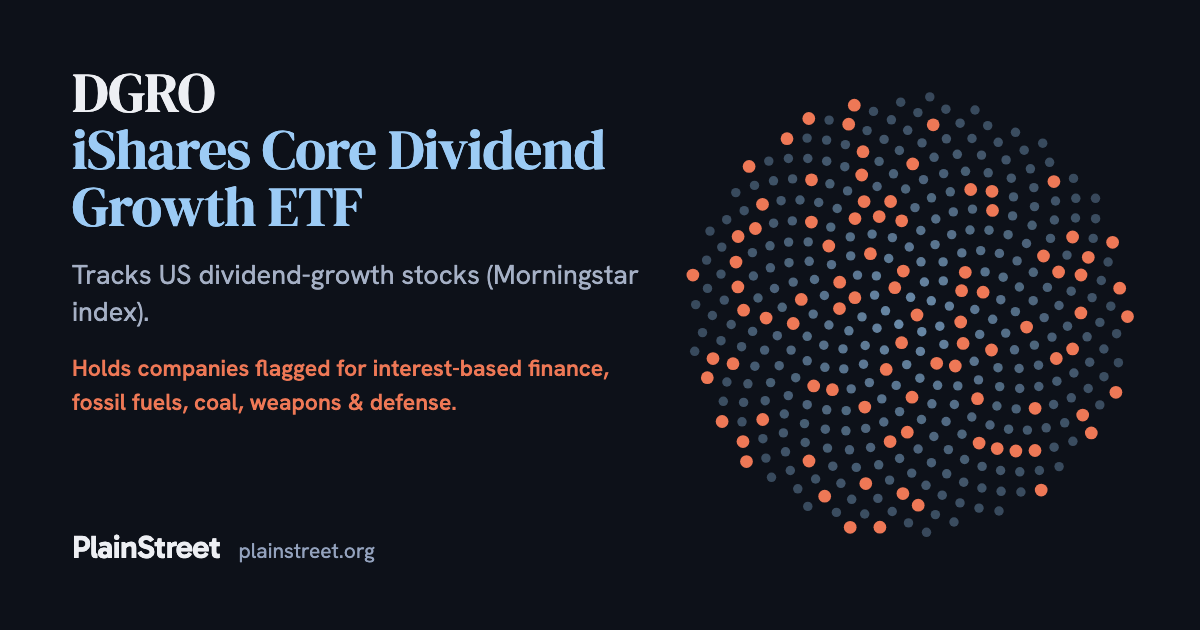 DGRO
iShares Core Dividend
Growth ETF
Tracks US dividend-growth stocks (Morningstar
index).
Holds companies flagged for interest-based finance,
fossil fuels, coal, weapons & defense.
PlainStreet plainstreet.org